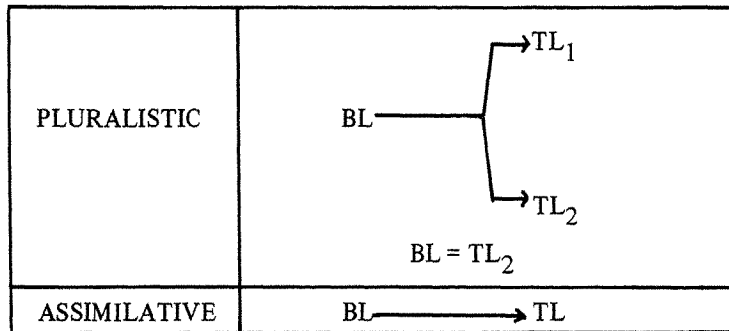 TL₁
PLURALISTIC BL
TL₂
BL = TL₂
ASSIMILATIVE BL TL